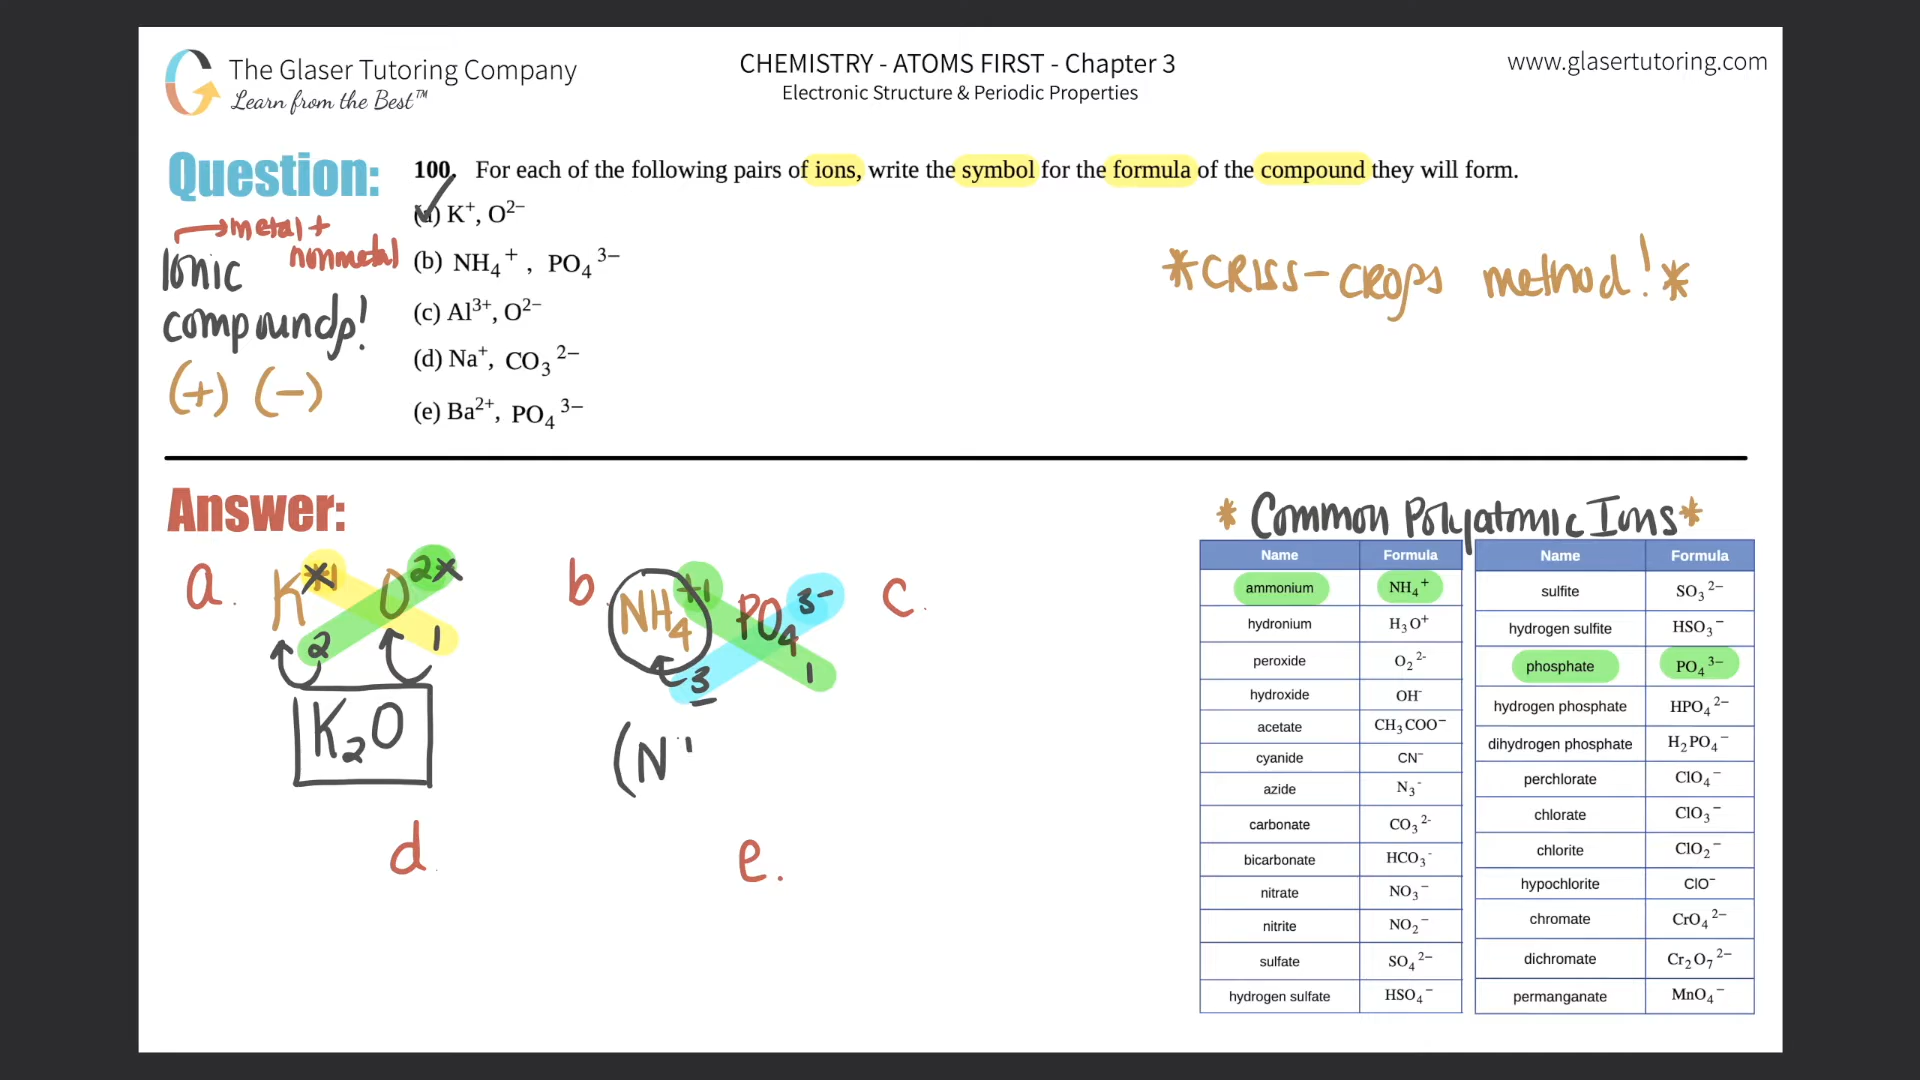 The Glaser Tutoring Company
Learn from the Best™
CHEMISTRY - ATOMS FIRST - Chapter 3
Electronic Structure & Periodic Properties
www.glasertutoring.com
Question:
100. For each of the following pairs of ions, write the symbol for the formula of the compound they will form.
(a) K⁺, O²⁻
(b) NH₄⁺, PO₄³⁻
(c) Al³⁺, O²⁻
(d) Na⁺, CO₃²⁻
(e) Ba²⁺, PO₄³⁻
metal +
nonmetal
Ionic
compounds!
(+) (-)
*CRISS-CROSS method!*
Answer:
a. K O
2 1
K₂O
b. NH₄⁺¹ PO₄³⁻
3 1
(N
c.
d.
e.
*Common Polyatomic Ions*
Name Formula
ammonium NH₄⁺
hydronium H₃O⁺
peroxide O₂²⁻
hydroxide OH⁻
acetate CH₃COO⁻
cyanide CN⁻
azide N₃⁻
carbonate CO₃²⁻
bicarbonate HCO₃⁻
nitrate NO₃⁻
nitrite NO₂⁻
sulfate SO₄²⁻
hydrogen sulfate HSO₄⁻
Name Formula
sulfite SO₃²⁻
hydrogen sulfite HSO₃⁻
phosphate PO₄³⁻
hydrogen phosphate HPO₄²⁻
dihydrogen phosphate H₂PO₄⁻
perchlorate ClO₄⁻
chlorate ClO₃⁻
chlorite ClO₂⁻
hypochlorite ClO⁻
chromate CrO₄²⁻
dichromate Cr₂O₇²⁻
permanganate MnO₄⁻